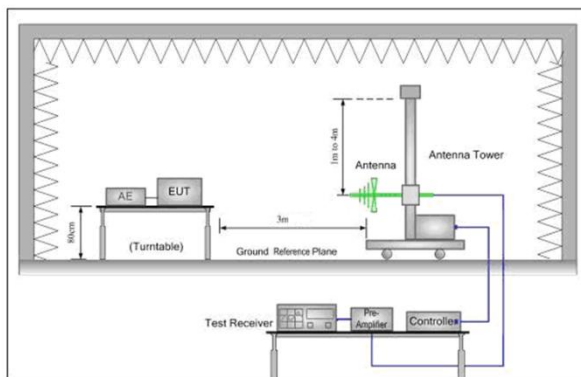 1m to 4m
Antenna
Antenna Tower
AE
EUT
80cm
(Turntable)
3m
Ground Reference Plane
Test Receiver
Pre-
Amplifier
Controller